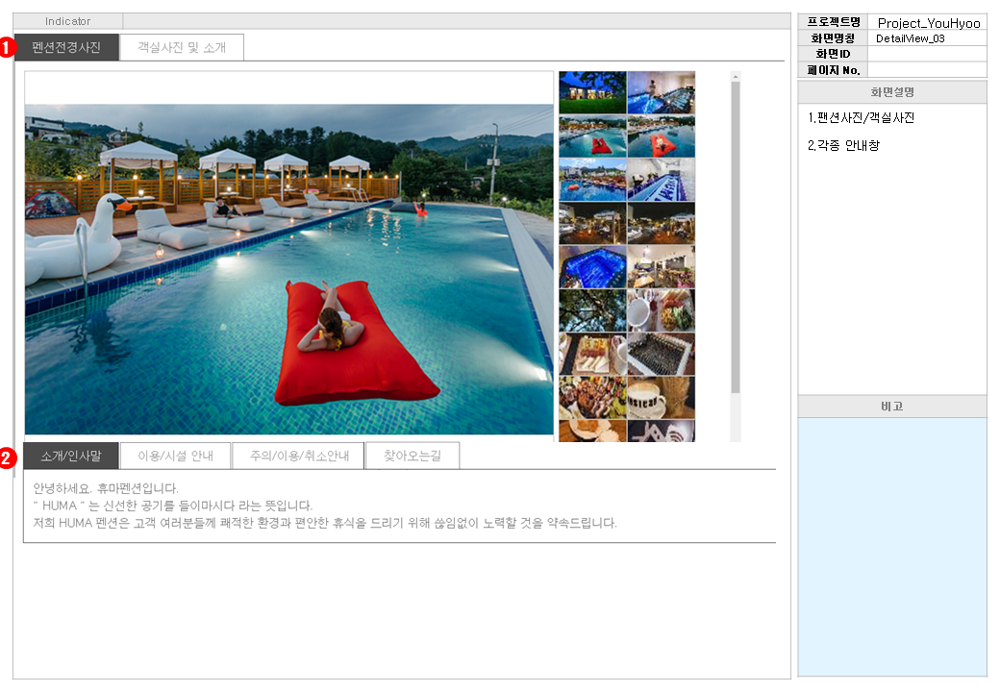 Indicator
1
펜션전경사진
객실사진 및 소개
2
소개/인사말
이용/시설 안내
주의/이용/취소안내
찾아오는길
안녕하세요. 휴마펜션입니다.
" HUMA " 는 신선한 공기를 들이마시다 라는 뜻입니다.
저희 HUMA 펜션은 고객 여러분들께 쾌적한 환경과 편안한 휴식을 드리기 위해 끊임없이 노력할 것을 약속드립니다.
프로젝트명 Project_YouHyoo
화면명칭 DetailView_03
화면ID
페이지 No.
화면설명
1.팬션사진/객실사진
2.각종 안내창
비고